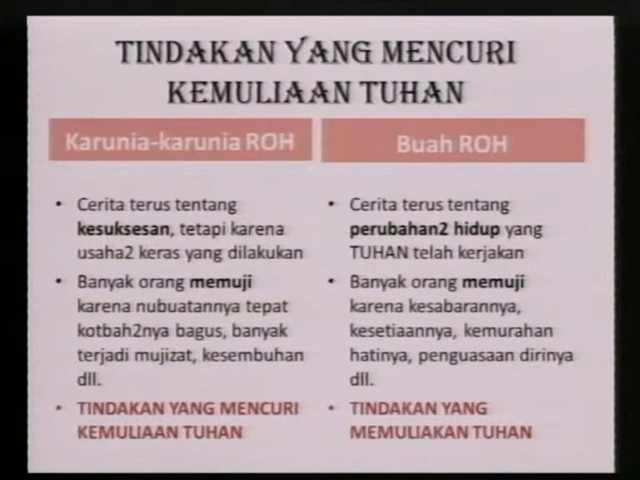 TINDAKAN YANG MENCURI
KEMULIAAN TUHAN
Karunia-karunia ROH
• Cerita terus tentang
kesuksesan, tetapi karena
usaha2 keras yang dilakukan
• Banyak orang memuji
karena nubuatannya tepat
kotbah2nya bagus, banyak
terjadi mujizat, kesembuhan
dll.
• TINDAKAN YANG MENCURI
KEMULIAAN TUHAN
Buah ROH
• Cerita terus tentang
perubahan2 hidup yang
TUHAN telah kerjakan
• Banyak orang memuji
karena kesabarannya,
kesetiaannya, kemurahan
hatinya, penguasaan dirinya
dll.
• TINDAKAN YANG
MEMULIAKAN TUHAN